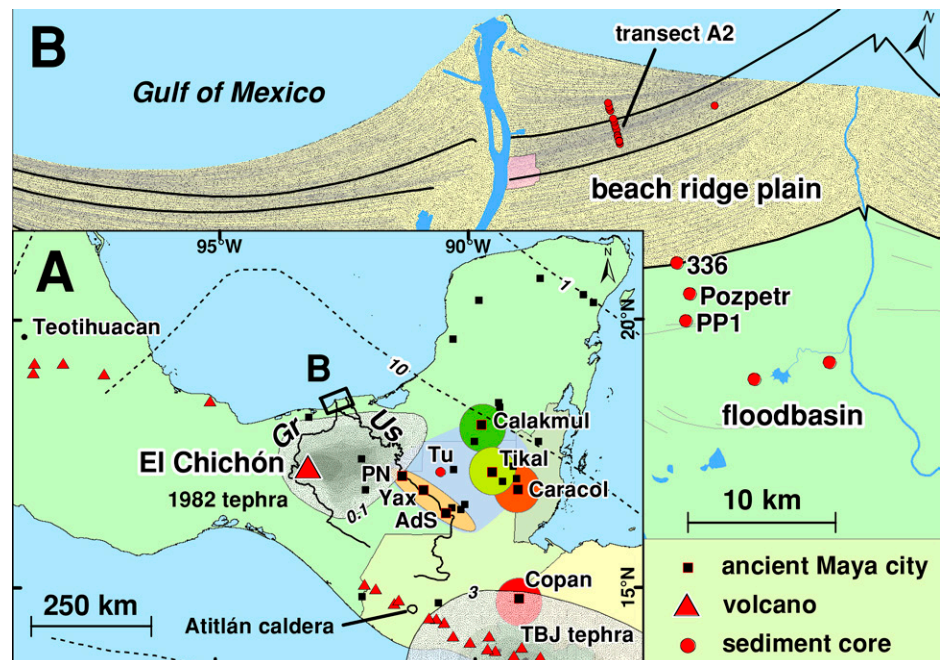 B
Gulf of Mexico
transect A2
N
beach ridge plain
336
Pozpetr
PP1
floodbasin
10 km
A
95°W
90°W
N
1
20°N
Teotihuacan
10
B
Gr
Us
Calakmul
El Chichón
Tu
Tikal
PN
1982 tephra
Yax
Caracol
0.1
AdS
Copan
3
15°N
250 km
Atitlán caldera
TBJ tephra
ancient Maya city
volcano
sediment core